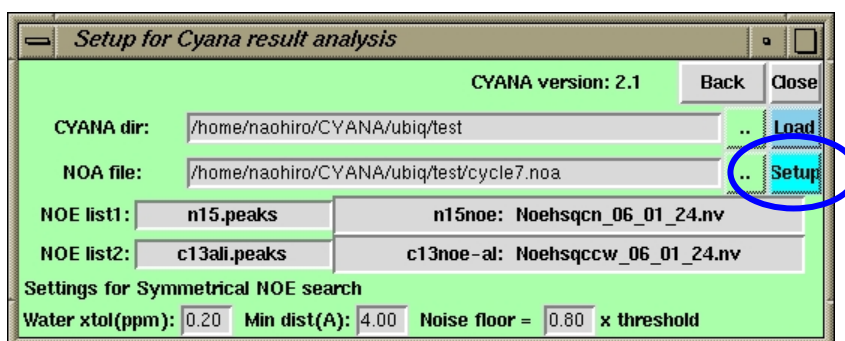 Setup for Cyana result analysis
CYANA version: 2.1 Back Close
CYANA dir: /home/naohiro/CYANA/ubiq/test .. Load
NOA file: /home/naohiro/CYANA/ubiq/test/cycle7.noa .. Setup
NOE list1: n15.peaks n15noe: Noehsqcn_06_01_24.nv
NOE list2: c13ali.peaks c13noe-al: Noehsqccw_06_01_24.nv
Settings for Symmetrical NOE search
Water xtol(ppm): 0.20 Min dist(A): 4.00 Noise floor = 0.80 x threshold